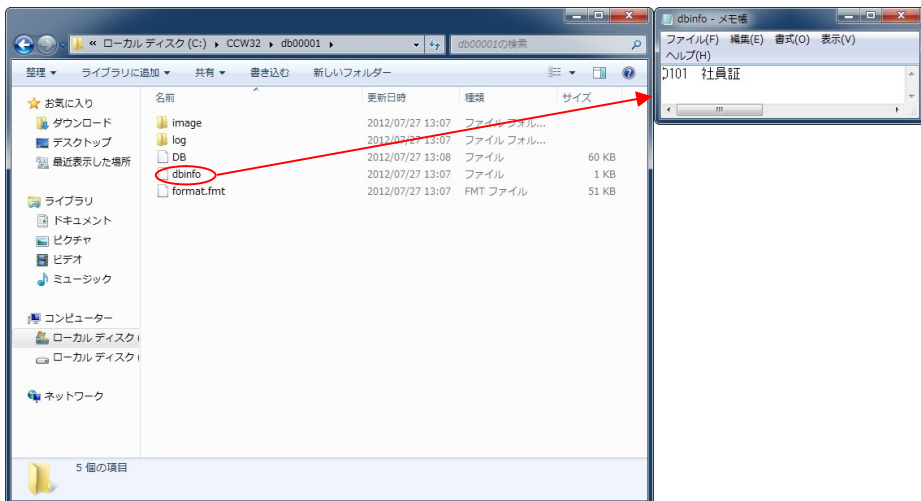 « ローカル ディスク (C:) ▸ CCW32 ▸ db00001 ▸
db00001の検索
整理 ▼ ライブラリに追加 ▼ 共有 ▼ 書き込む 新しいフォルダー
お気に入り
ダウンロード
デスクトップ
最近表示した場所
ライブラリ
ドキュメント
ピクチャ
ビデオ
ミュージック
コンピューター
ローカル ディスク (
ローカル ディスク (
ネットワーク
名前 更新日時 種類 サイズ
image 2012/07/27 13:07 ファイル フォル...
log 2012/07/27 13:07 ファイル フォル...
DB 2012/07/27 13:08 ファイル 60 KB
dbinfo 2012/07/27 13:07 ファイル 1 KB
format.fmt 2012/07/27 13:07 FMT ファイル 51 KB
5 個の項目
dbinfo - メモ帳
ファイル(F) 編集(E) 書式(O) 表示(V)
ヘルプ(H)
0101 社員証